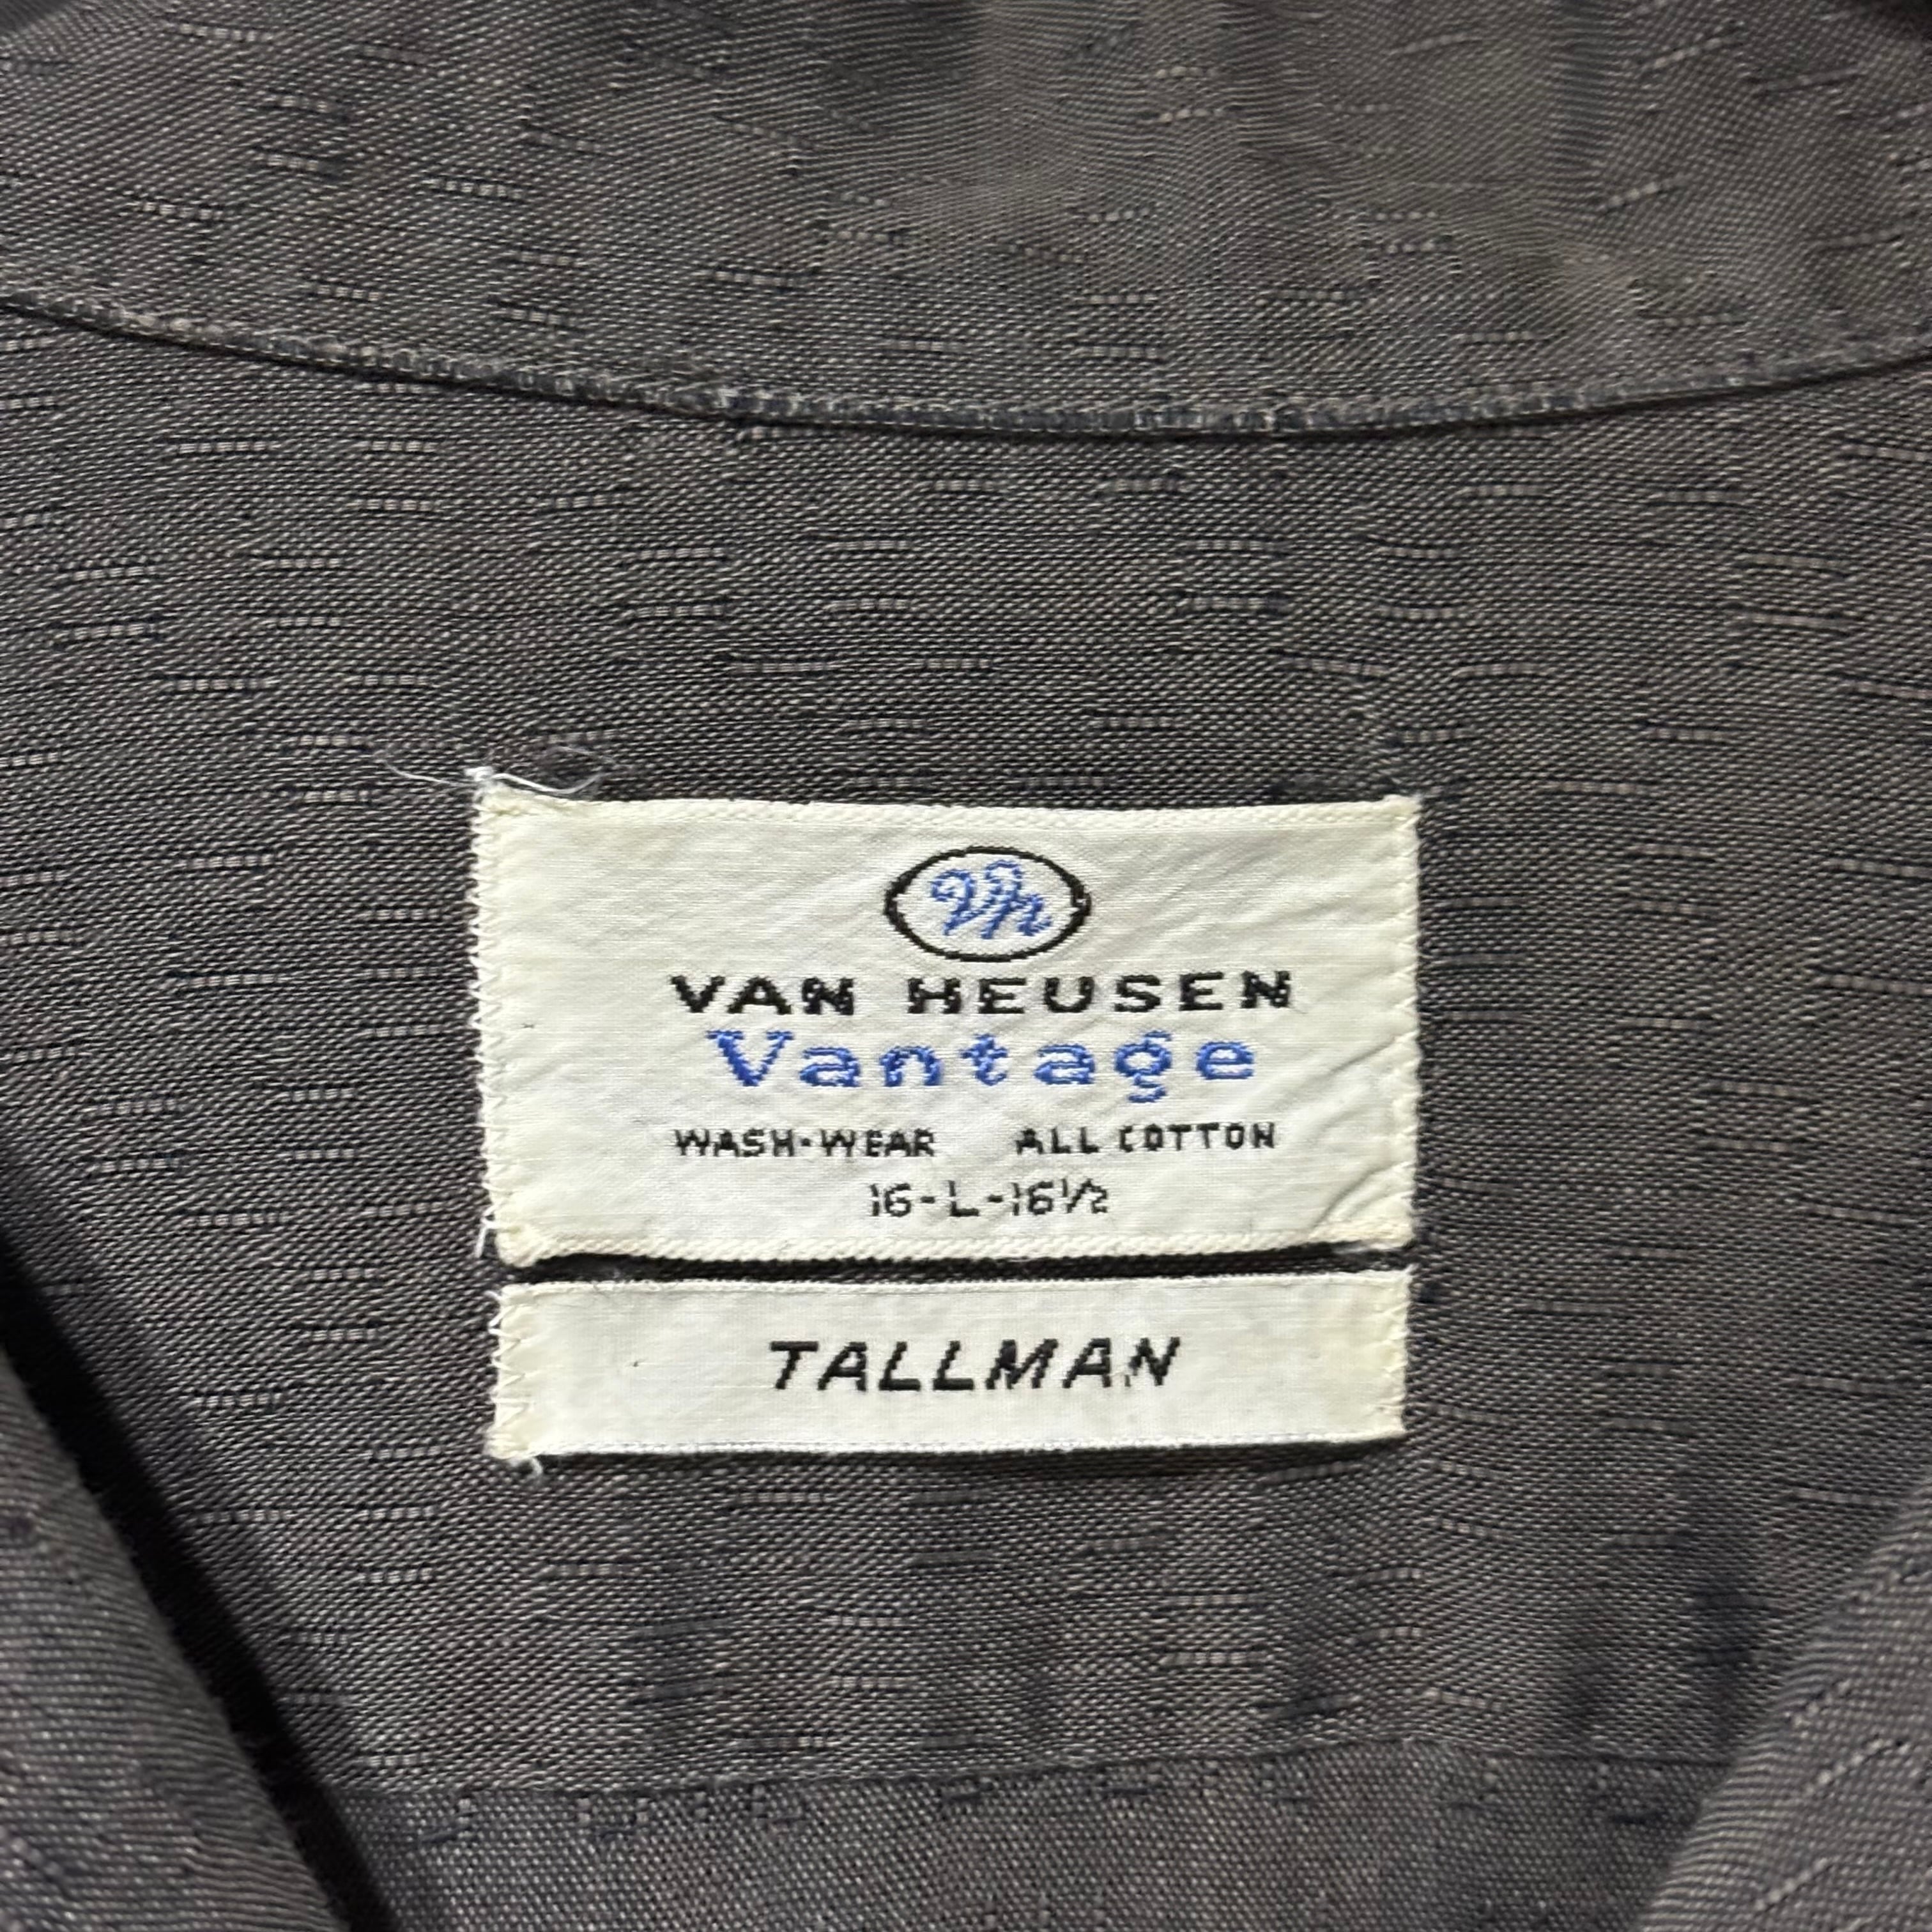 Vh
VAN HEUSEN
Vantage
WASH-WEAR ALL COTTON
16-L-16½
TALLMAN